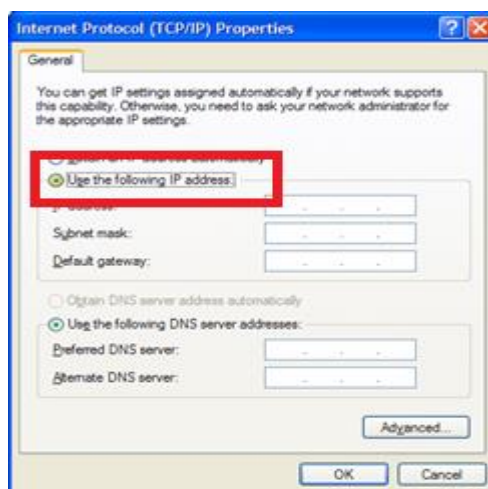 Internet Protocol (TCP/IP) Properties
General
You can get IP settings assigned automatically if your network supports
this capability. Otherwise, you need to ask your network administrator for
the appropriate IP settings.
Use the following IP address:
Subnet mask:
Default gateway:
Obtain DNS server address automatically
Use the following DNS server addresses:
Preferred DNS server:
Alternate DNS server:
Advanced...
OK
Cancel